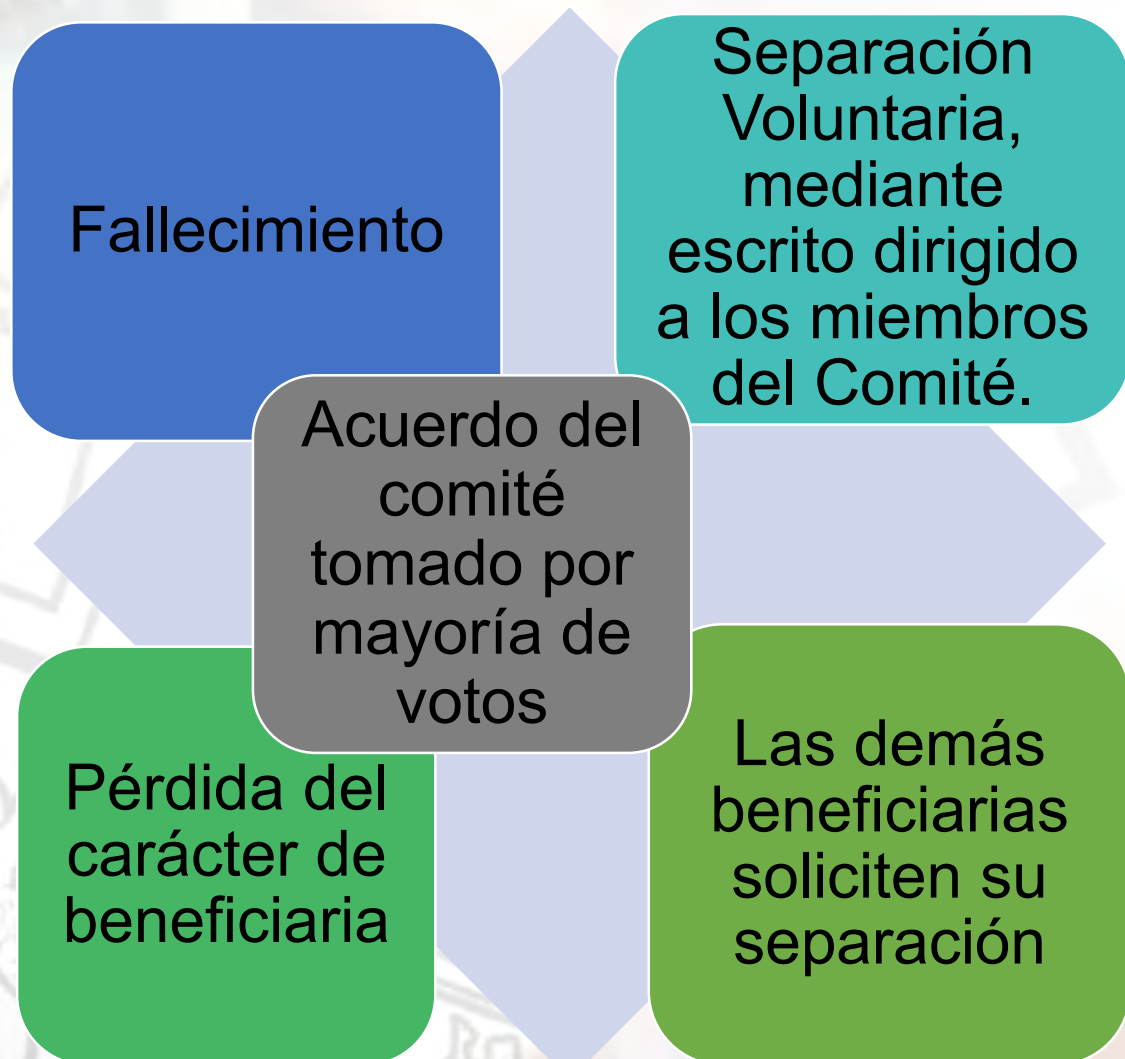 Fallecimiento
Separación
Voluntaria,
mediante
escrito dirigido
a los miembros
del Comité.
Acuerdo del
comité
tomado por
mayoría de
votos
Pérdida del
carácter de
beneficiaria
Las demás
beneficiarias
soliciten su
separación